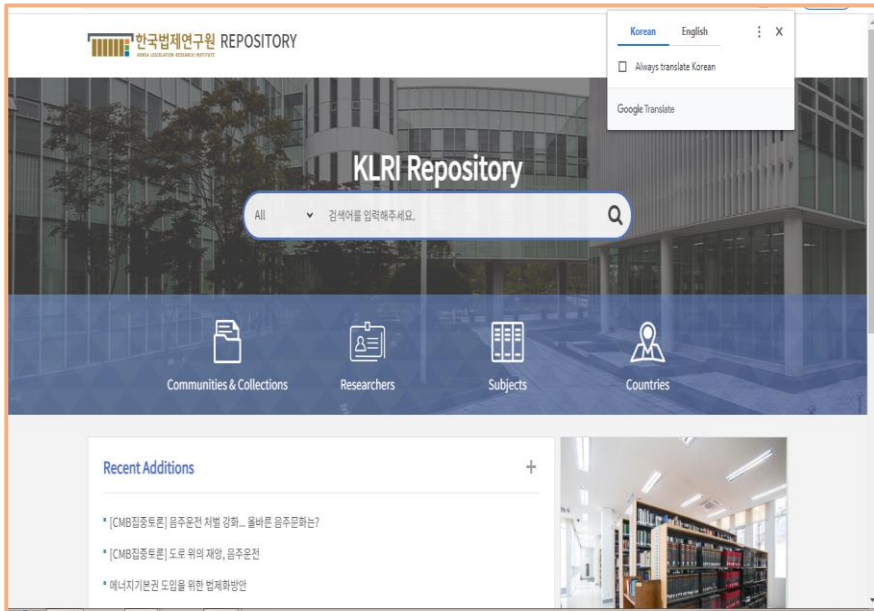 한국법제연구원 REPOSITORY
KOREA LEGISLATION RESEARCH INSTITUTE
Korean English
Always translate Korean
Google Translate
KLRI Repository
All 검색어를 입력해주세요.
Communities & Collections Researchers Subjects Countries
Recent Additions
[CMB집중토론] 음주운전 처벌 강화... 올바른 음주문화는?
[CMB집중토론] 도로 위의 재앙, 음주운전
에너지기본권 도입을 위한 법제화방안